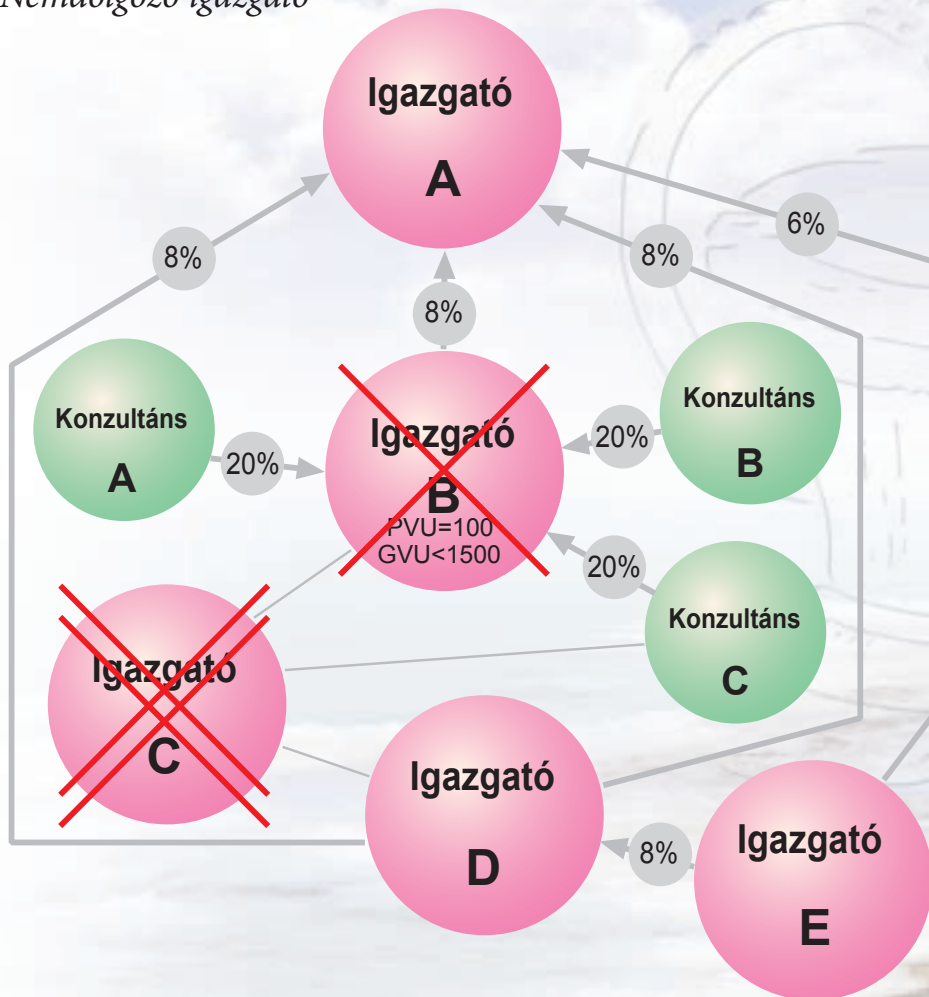 Nemdolgozó igazgató
Igazgató
A
6%
8%
8%
8%
Konzultáns
A
20%
Igazgató
B
PVU=100
GVU<1500
20%
Konzultáns
B
20%
Konzultáns
C
Igazgató
C
Igazgató
D
8%
Igazgató
E